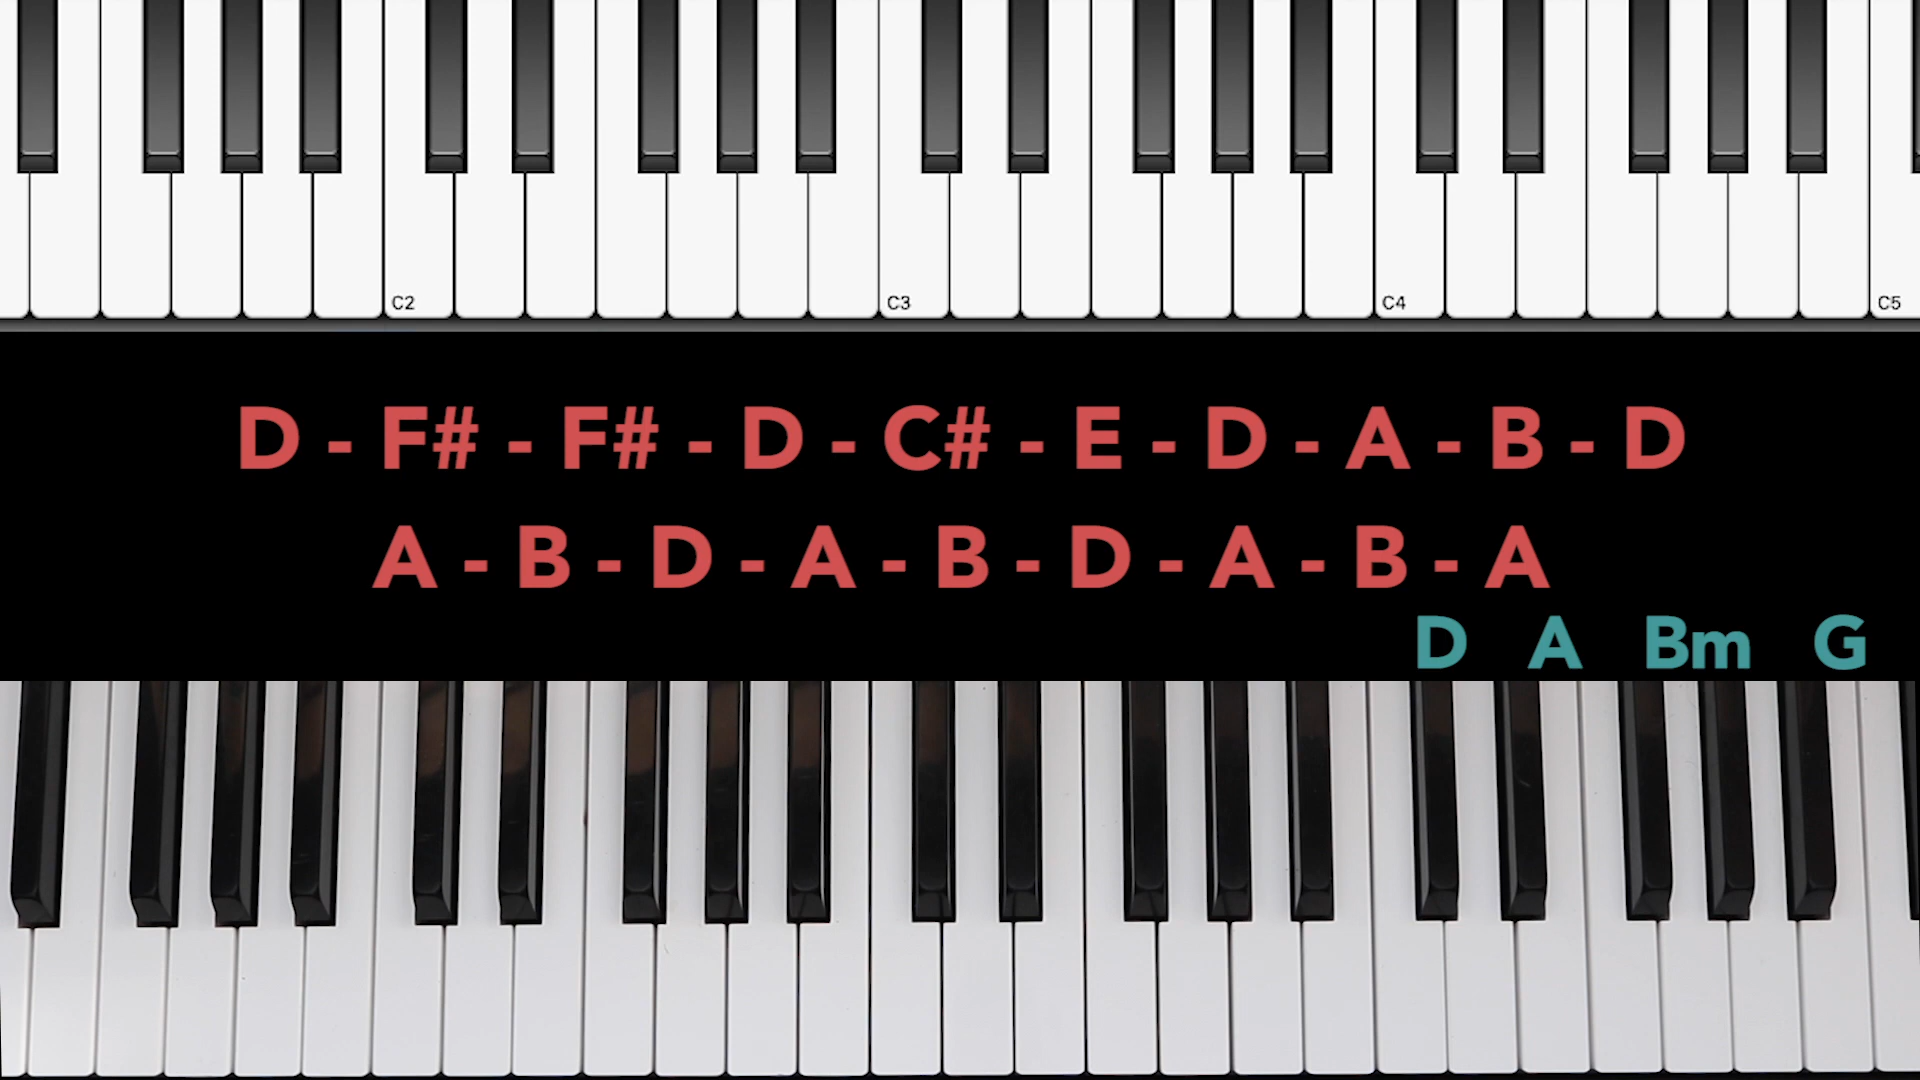 C2 C3 C4 C5
D - F# - F# - D - C# - E - D - A - B - D
A - B - D - A - B - D - A - B - A
D A Bm G